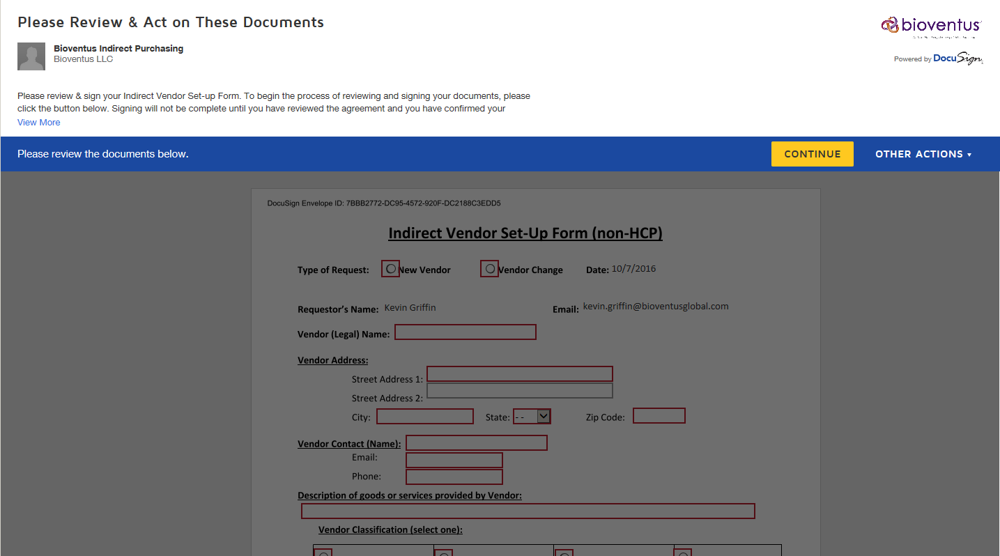 Please Review & Act on These Documents
bioventus
Bioventus Indirect Purchasing
Bioventus LLC
Powered by DocuSign
Please review & sign your Indirect Vendor Set-up Form. To begin the process of reviewing and signing your documents, please
click the button below. Signing will not be complete until you have reviewed the agreement and you have confirmed your
View More
Please review the documents below.
CONTINUE
OTHER ACTIONS ▾
DocuSign Envelope ID: 7BBB2772-DC95-4572-920F-DC2188C3EDD5
Indirect Vendor Set-Up Form (non-HCP)
Type of Request: New Vendor Vendor Change Date: 10/7/2016
Requestor’s Name: Kevin Griffin Email: kevin.griffin@bioventusglobal.com
Vendor (Legal) Name:
Vendor Address:
Street Address 1:
Street Address 2:
City: State: -- Zip Code:
Vendor Contact (Name):
Email:
Phone:
Description of goods or services provided by Vendor:
Vendor Classification (select one):